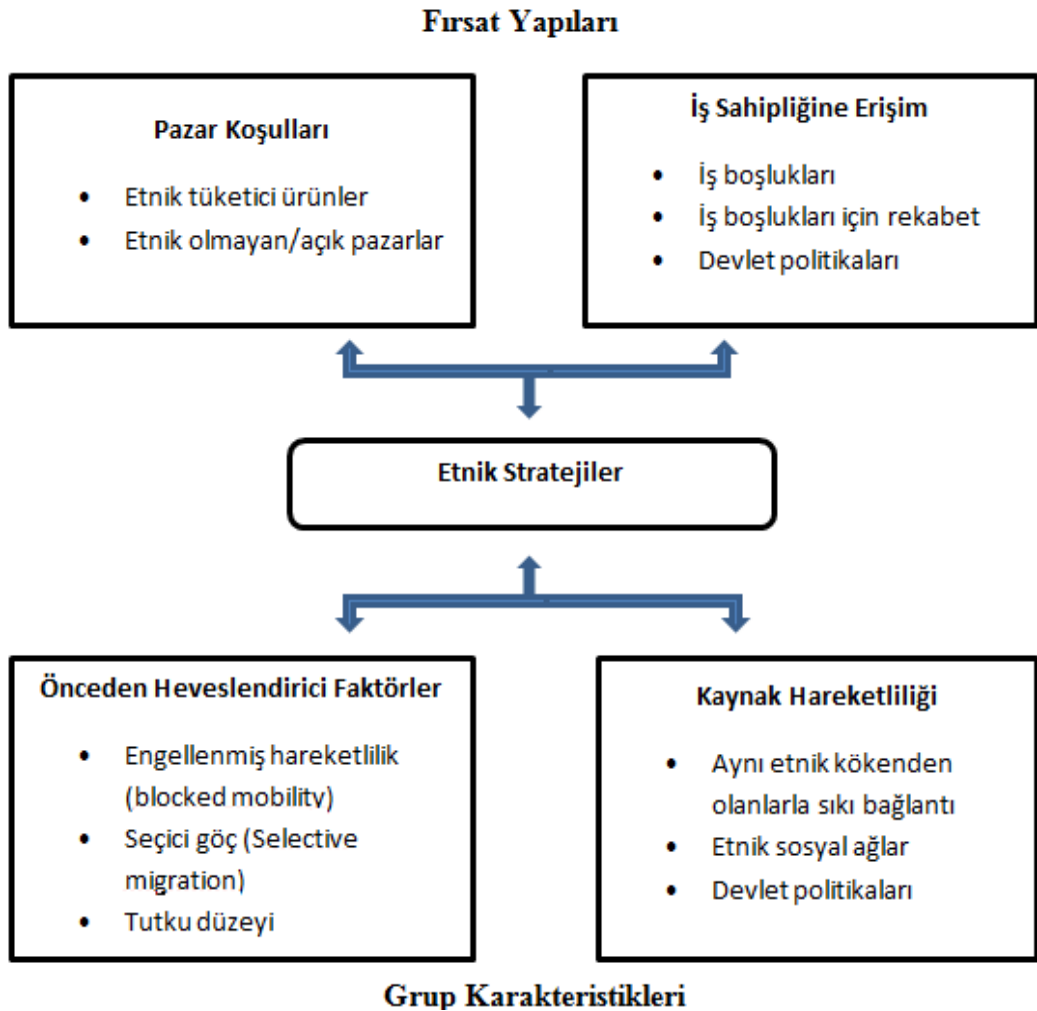 Fırsat Yapıları
Pazar Koşulları
• Etnik tüketici ürünler
• Etnik olmayan/açık pazarlar
İş Sahipliğine Erişim
• İş boşlukları
• İş boşlukları için rekabet
• Devlet politikaları
Etnik Stratejiler
Önceden Heveslendirici Faktörler
• Engellenmiş hareketlilik
(blocked mobility)
• Seçici göç (Selective
migration)
• Tutku düzeyi
Kaynak Hareketliliği
• Aynı etnik kökenden
olanlarla sıkı bağlantı
• Etnik sosyal ağlar
• Devlet politikaları
Grup Karakteristikleri